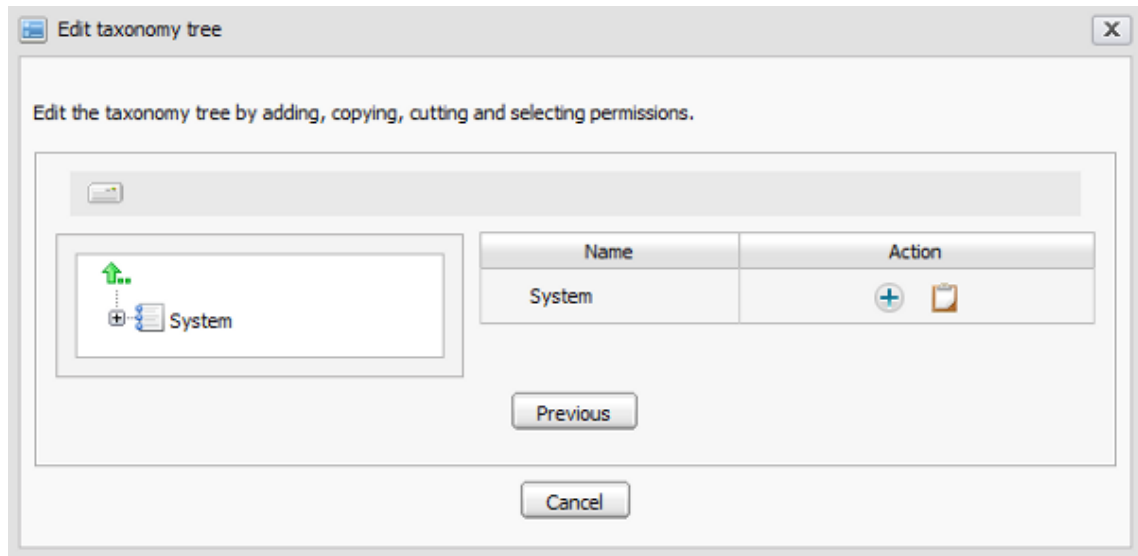 Edit taxonomy tree
Edit the taxonomy tree by adding, copying, cutting and selecting permissions.
System
Name Action
System
Previous
Cancel